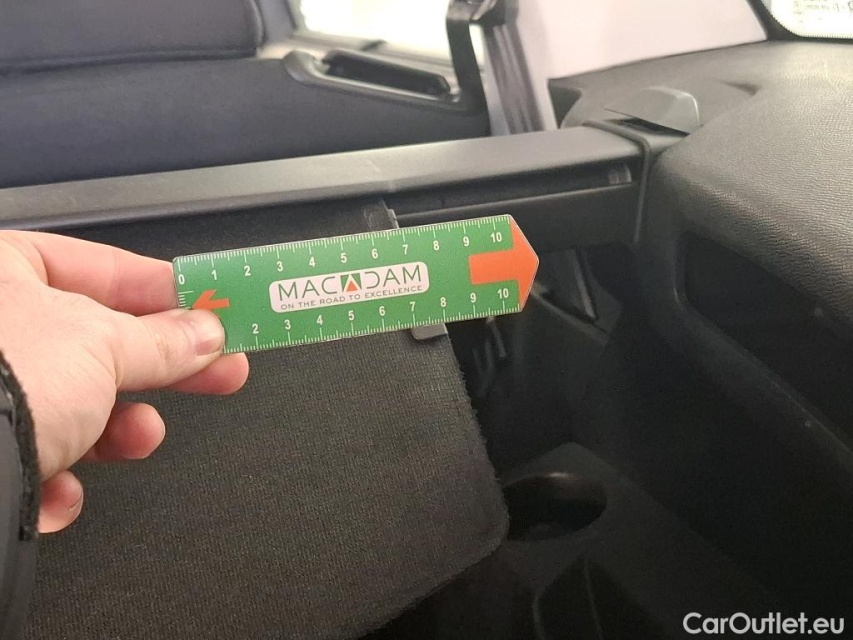 0 1 2 3 4 5 6 7 8 9 10
MACADAM
ON THE ROAD TO EXCELLENCE
2 3 4 5 6 7 8 9 10
CarOutlet.eu